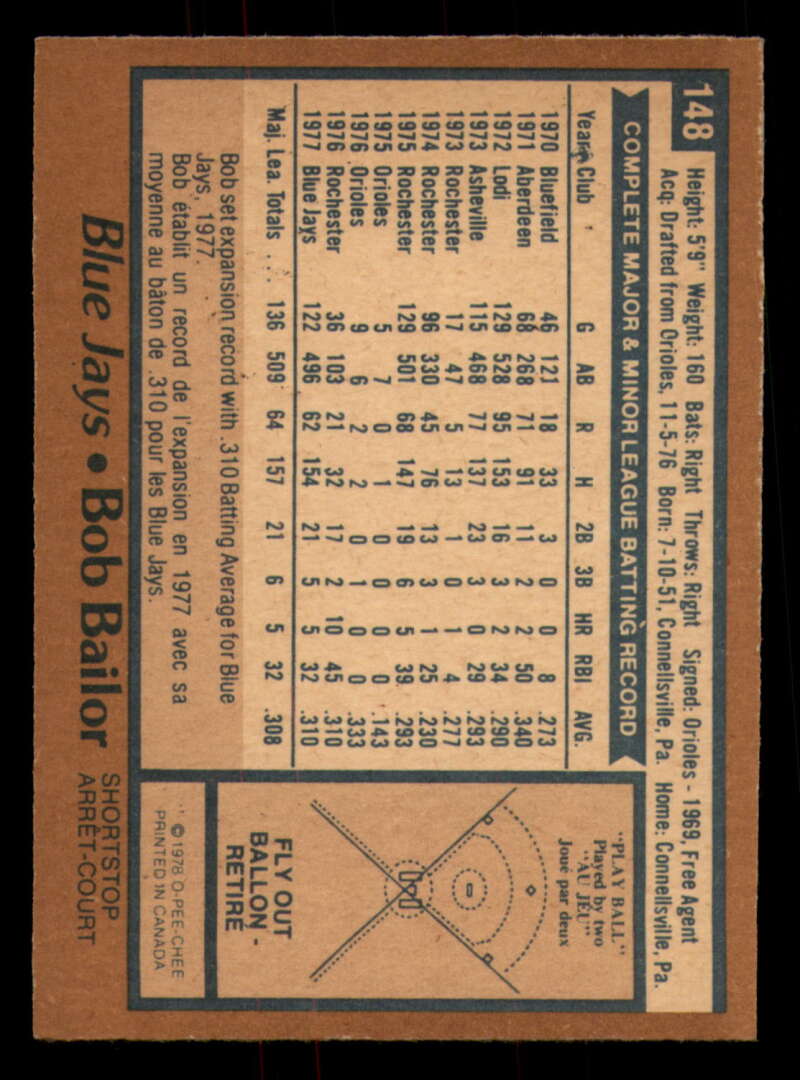 148
Height: 5'9" Weight: 160 Bats: Right Throws: Right Signed: Orioles - 1969, Free Agent
Acq: Drafted from Orioles, 11-5-76 Born: 7-10-51, Connellsville, Pa. Home: Connellsville, Pa.
COMPLETE MAJOR & MINOR LEAGUE BATTING RECORD
Year Club G AB R H 2B 3B HR RBI AVG.
1970 Bluefield 46 121 18 33 3 0 0 8 .273
1971 Aberdeen 68 268 71 91 11 2 2 50 .340
1972 Lodi 129 528 95 153 16 3 2 34 .290
1973 Asheville 115 468 77 137 23 3 0 29 .293
1973 Rochester 17 47 5 13 1 0 1 4 .277
1974 Rochester 96 330 45 76 13 3 1 25 .230
1975 Rochester 129 501 68 147 19 6 5 39 .293
1975 Orioles 5 7 0 1 0 0 0 0 .143
1976 Orioles 9 6 2 2 0 1 0 0 .333
1976 Rochester 36 103 21 32 17 2 10 45 .310
1977 Blue Jays 122 496 62 154 21 5 5 32 .310
Maj. Lea. Totals . . . 136 509 64 157 21 6 5 32 .308
Bob set expansion record with .310 Batting Average for Blue
Jays, 1977.
Bob établit un record de l'expansion en 1977 avec sa
moyenne au bâton de .310 pour les Blue Jays.
"PLAY BALL"
Played by two
"AU JEU"
Joué par deux
FLY OUT
BALLON -
RETIRÉ
© 1978 O-PEE-CHEE
PRINTED IN CANADA
Blue Jays • Bob Bailor
SHORTSTOP
ARRÊT-COURT